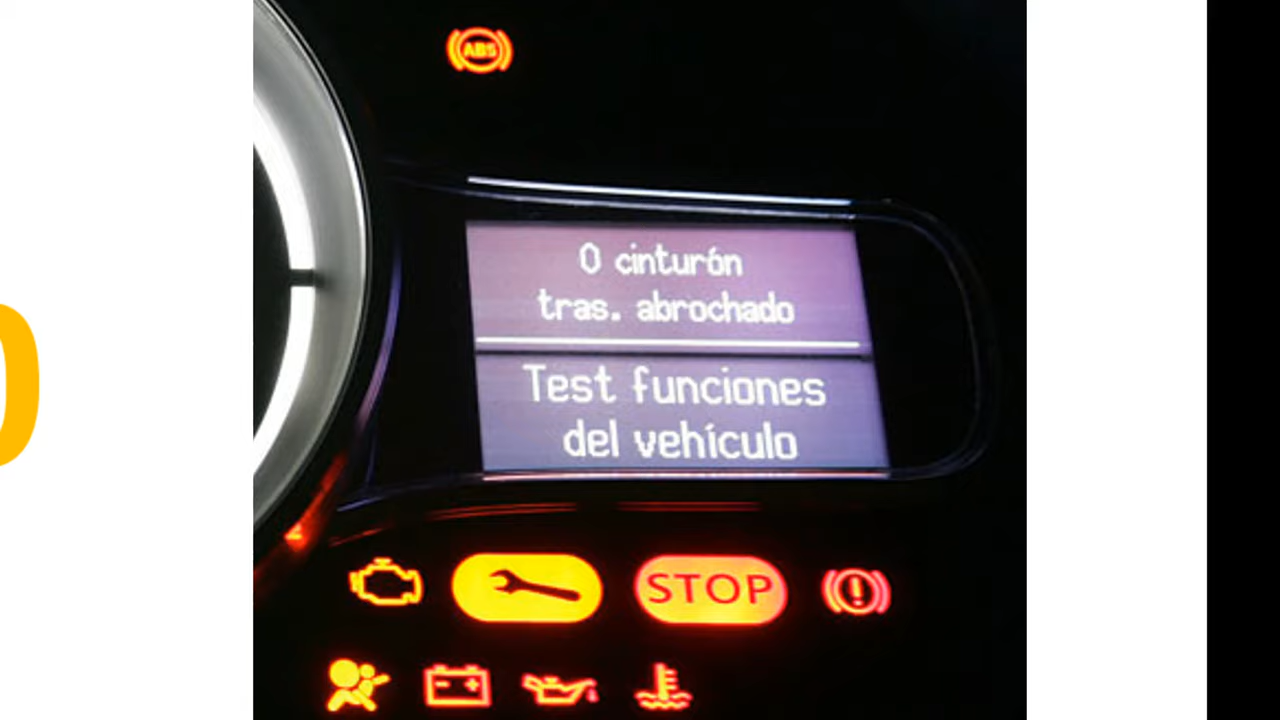 ABS
0 cinturón
tras. abrochado
Test funciones
del vehículo
STOP